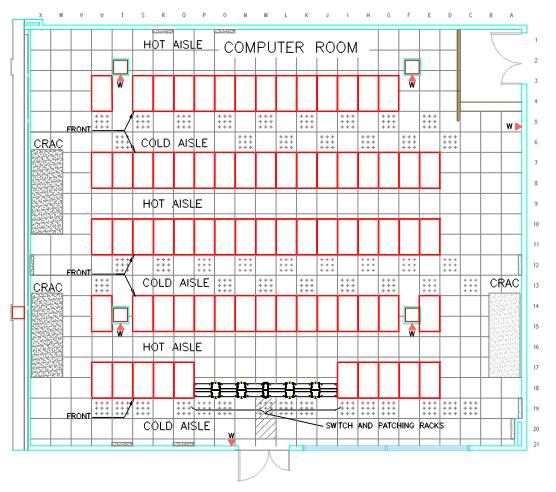 X W V U T S R Q P O N M L K J I H G F E D C B A
HOT AISLE
COMPUTER ROOM
1
2
3
W
W
4
5
W
FRONT
6
CRAC
COLD AISLE
7
8
9
HOT AISLE
10
11
12
FRONT
13
CRAC
COLD AISLE
CRAC
14
15
W
W
16
HOT AISLE
17
18
19
FRONT
COLD AISLE
SWTCH AND PATCHING RACKS
20
W
21